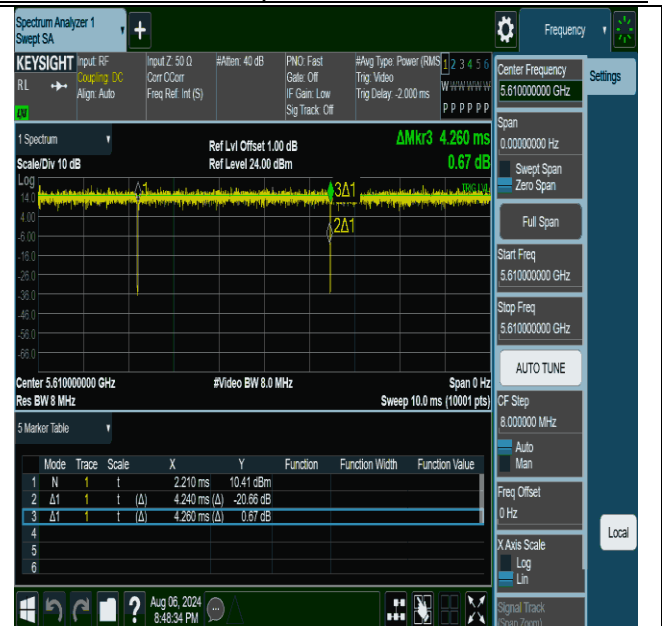 Spectrum Analyzer 1
Swept SA
+
Frequency
KEYSIGHT
RL
LXI
Input: RF
Coupling: DC
Align: Auto
Input Z: 50 Ω
Corr CCorr
Freq Ref: Int (S)
#Atten: 40 dB
PNO: Fast
Gate: Off
IF Gain: Low
Sig Track: Off
#Avg Type: Power (RMS
Trig: Video
Trig Delay: -2.000 ms
1 2 3 4 5 6
W W W W W W
P P P P P P
Center Frequency
5.610000000 GHz
Settings
1 Spectrum
Scale/Div 10 dB
Ref Lvl Offset 1.00 dB
Ref Level 24.00 dBm
ΔMkr3 4.260 ms
0.67 dB
Log
14.0
4.00
-6.00
-16.0
-26.0
-36.0
-46.0
-56.0
-66.0
1
3Δ1
2Δ1
TRIG LVL
Center 5.610000000 GHz
Res BW 8 MHz
#Video BW 8.0 MHz
Span 0 Hz
Sweep 10.0 ms (10001 pts)
Span
0.00000000 Hz
Swept Span
Zero Span
Full Span
Start Freq
5.610000000 GHz
Stop Freq
5.610000000 GHz
AUTO TUNE
CF Step
8.000000 MHz
Auto
Man
Freq Offset
0 Hz
X Axis Scale
Log
Lin
Signal Track
(Span Zoom)
Local
5 Marker Table
Mode Trace Scale X Y Function Function Width Function Value
1 N 1 t 2.210 ms 10.41 dBm
2 Δ1 1 t (Δ) 4.240 ms (Δ) -20.66 dB
3 Δ1 1 t (Δ) 4.260 ms (Δ) 0.67 dB
4
5
6
?
Aug 06, 2024
8:48:34 PM